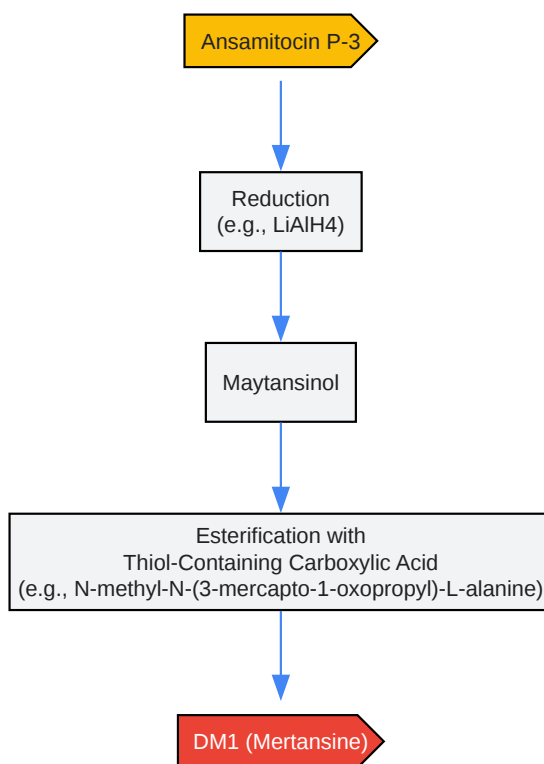 Ansamitocin P-3
Reduction
(e.g., LiAlH4)
Maytansinol
Esterification with
Thiol-Containing Carboxylic Acid
(e.g., N-methyl-N-(3-mercapto-1-oxopropyl)-L-alanine)
DM1 (Mertansine)